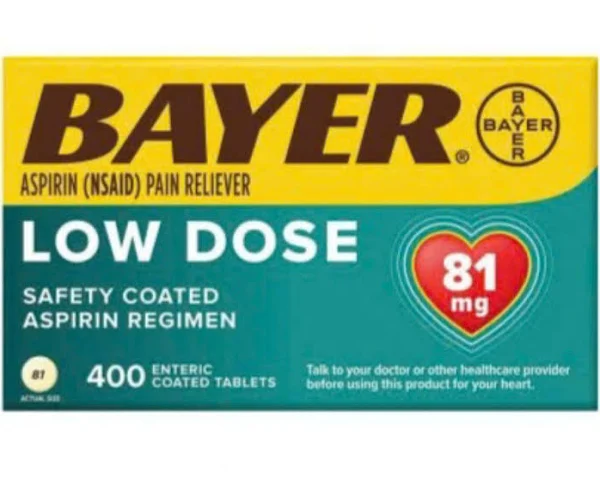 BAYER®
BAYER
BAYER
ASPIRIN (NSAID) PAIN RELIEVER
LOW DOSE
81
mg
SAFETY COATED
ASPIRIN REGIMEN
81
ACTUAL SIZE
400 ENTERIC
COATED TABLETS
Talk to your doctor or other healthcare provider
before using this product for your heart.